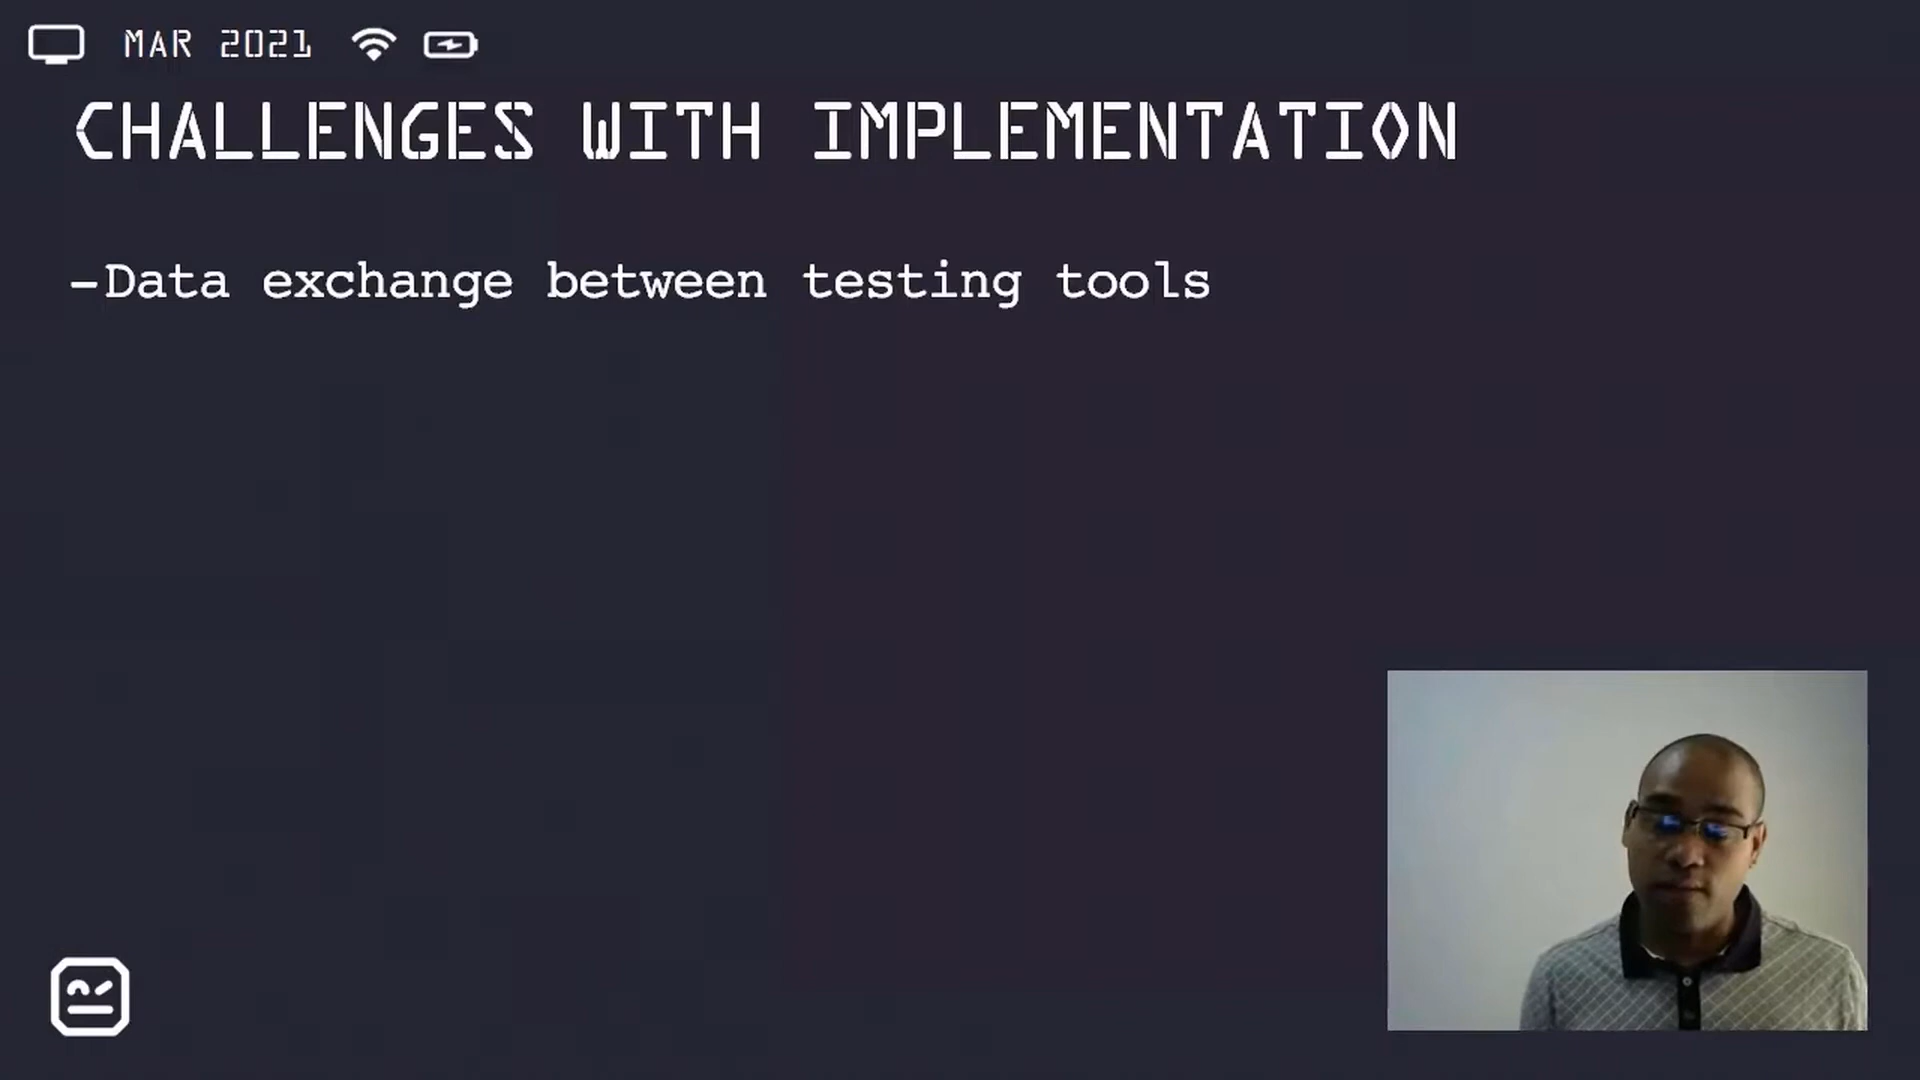 MAR 2021
CHALLENGES WITH IMPLEMENTATION
-Data exchange between testing tools